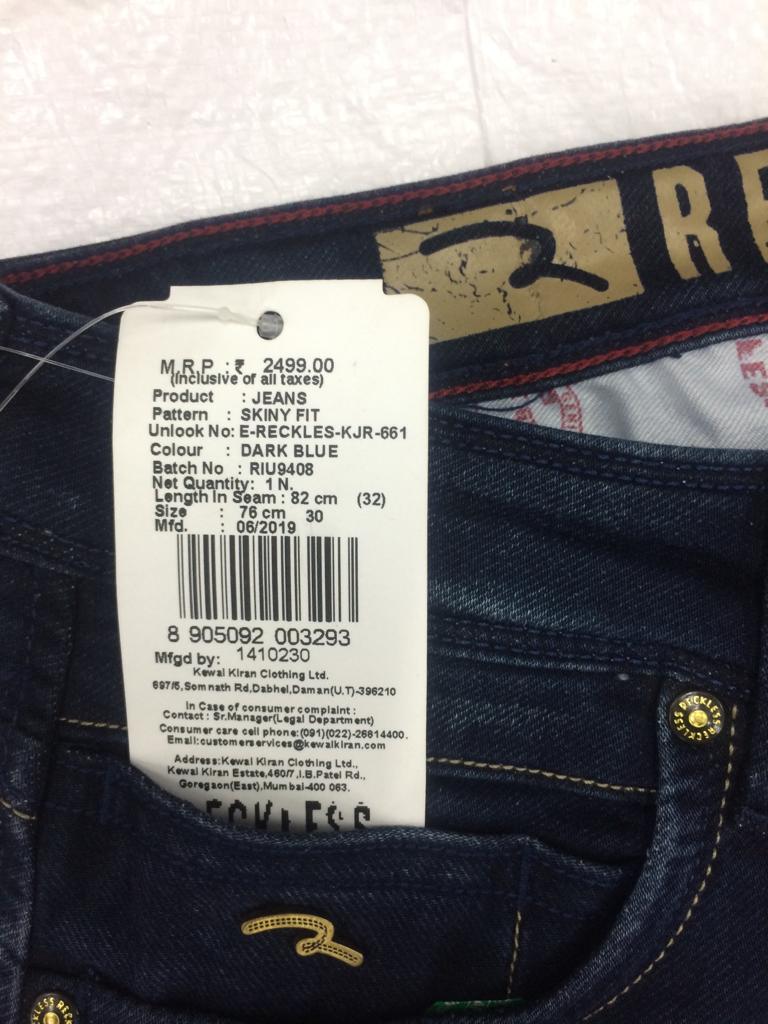 RE
LES
M.R.P. : ₹ 2499.00
(Inclusive of all taxes)
Product : JEANS
Pattern : SKINY FIT
Unlook No: E-RECKLES-KJR-661
Colour : DARK BLUE
Batch No : RIU9408
Net Quantity: 1 N.
Length In Seam : 82 cm (32)
Size : 76 cm 30
Mfd. : 06/2019
8 905092 003293
1410230
Mfgd by:
Kewal Kiran Clothing Ltd.
697/5,Somnath Rd,Dabhel,Daman(U.T)-396210
In Case of consumer complaint :
Contact : Sr.Manager(Legal Department)
Consumer care cell phone:(091)(022)-26814400.
Email:customerservices@kewalkiran.com
Address:Kewal Kiran Clothing Ltd.,
Kewal Kiran Estate,460/7,I.B.Patel Rd.,
Goregaon(East),Mumbai-400 063.
RECKLESS
RECKLESS RECKLESS
KLESS RECK